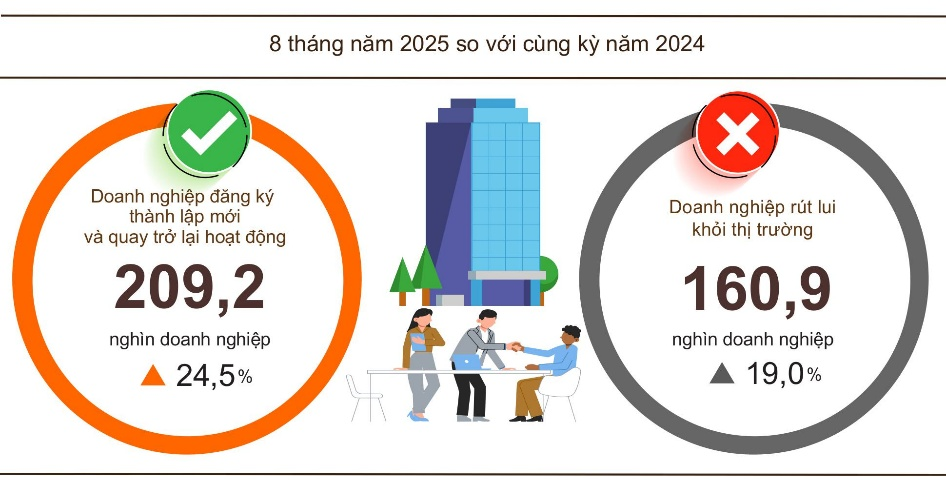 8 tháng năm 2025 so với cùng kỳ năm 2024
Doanh nghiệp đăng ký
thành lập mới
và quay trở lại hoạt động
209,2
nghìn doanh nghiệp
24,5%
Doanh nghiệp rút lui
khỏi thị trường
160,9
nghìn doanh nghiệp
19,0%